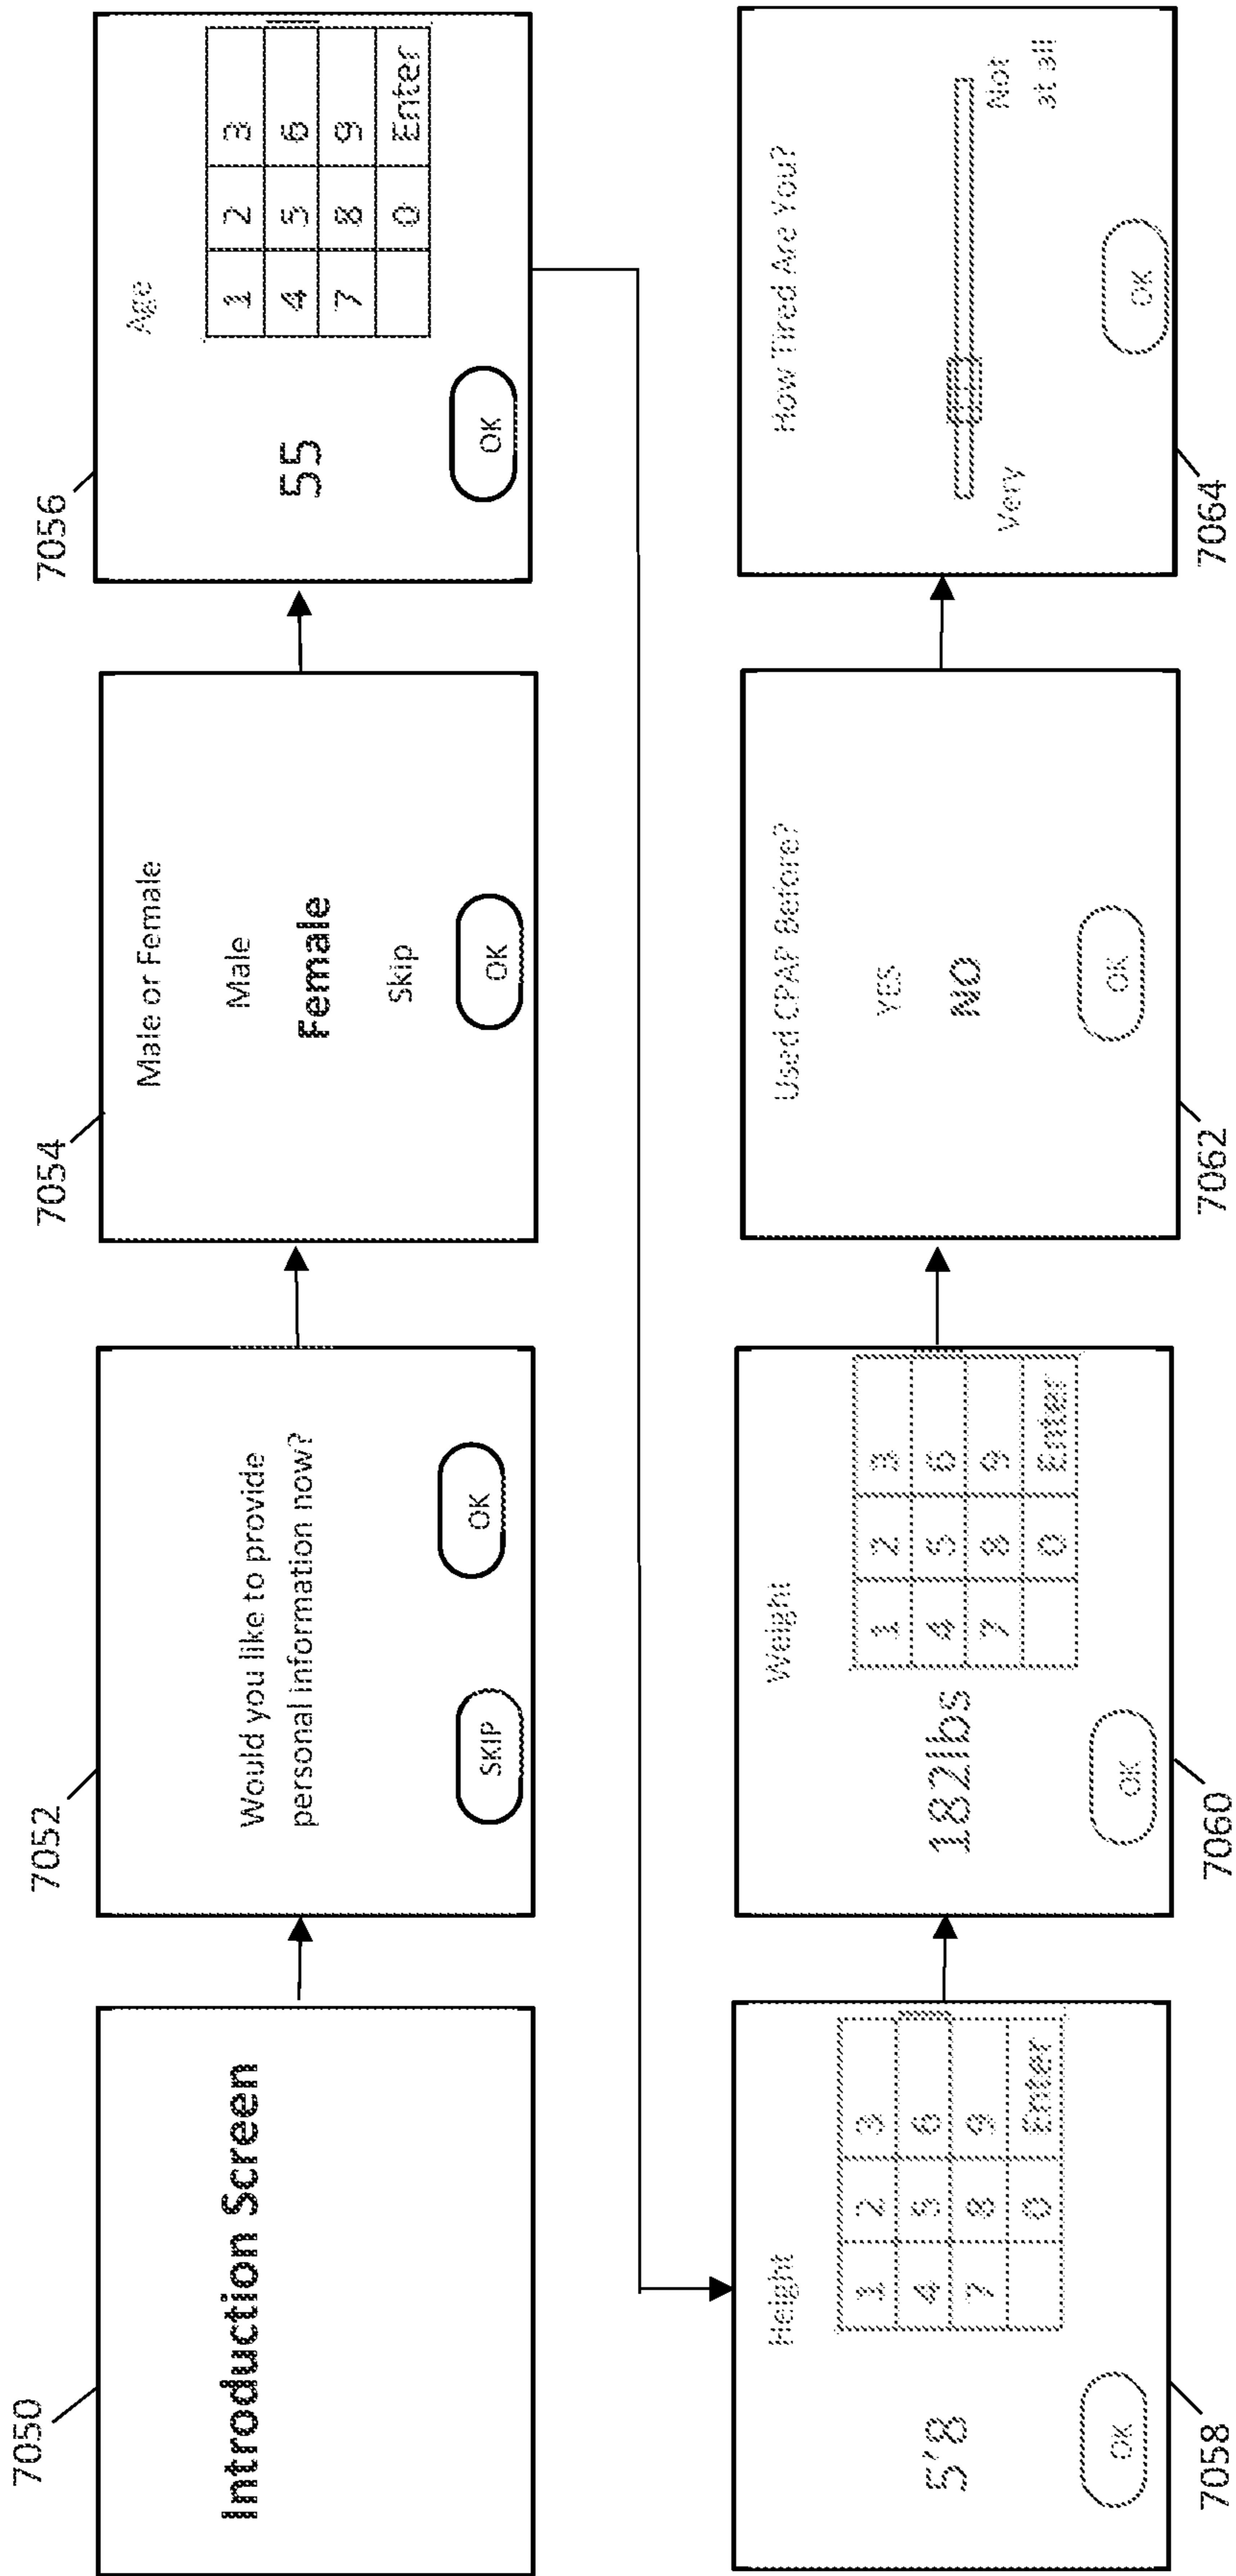 7050
Introduction Screen
7052
Would you like to provide
personal information now?
SKIP
OK
7054
Male or Female
Male
Female
Skip
OK
7056
Age
55
1 2 3
4 5 6
7 8 9
0 Enter
OK
Height
5'8
1 2 3
4 5 6
7 8 9
0 Enter
OK
7058
Weight
182lbs
1 2 3
4 5 6
7 8 9
0 Enter
OK
7060
Used CPAP Before?
YES
NO
OK
7062
How Tired Are You?
Very
Not
at all
OK
7064